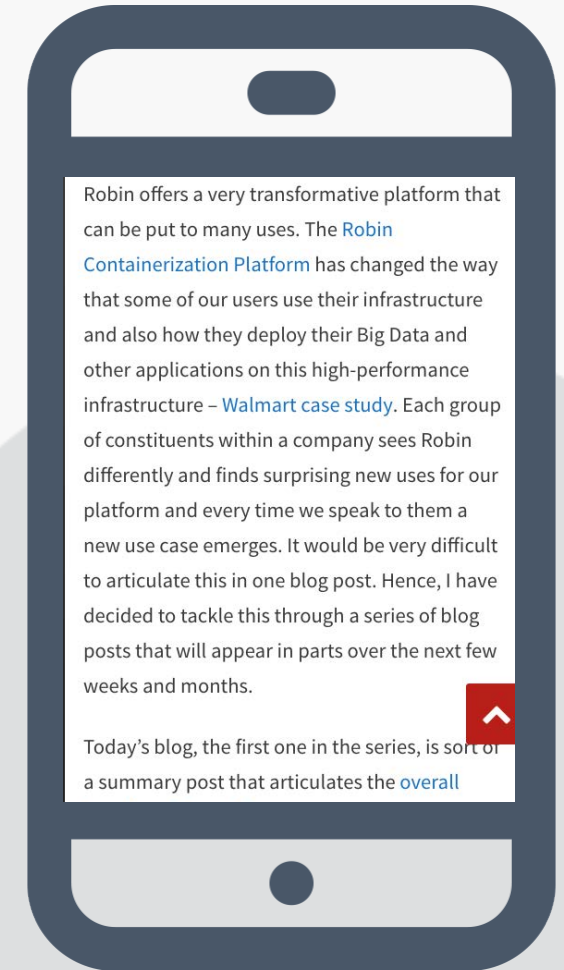 Robin offers a very transformative platform that
can be put to many uses. The Robin
Containerization Platform has changed the way
that some of our users use their infrastructure
and also how they deploy their Big Data and
other applications on this high-performance
infrastructure – Walmart case study. Each group
of constituents within a company sees Robin
differently and finds surprising new uses for our
platform and every time we speak to them a
new use case emerges. It would be very difficult
to articulate this in one blog post. Hence, I have
decided to tackle this through a series of blog
posts that will appear in parts over the next few
weeks and months.
Today’s blog, the first one in the series, is sort of
a summary post that articulates the overall